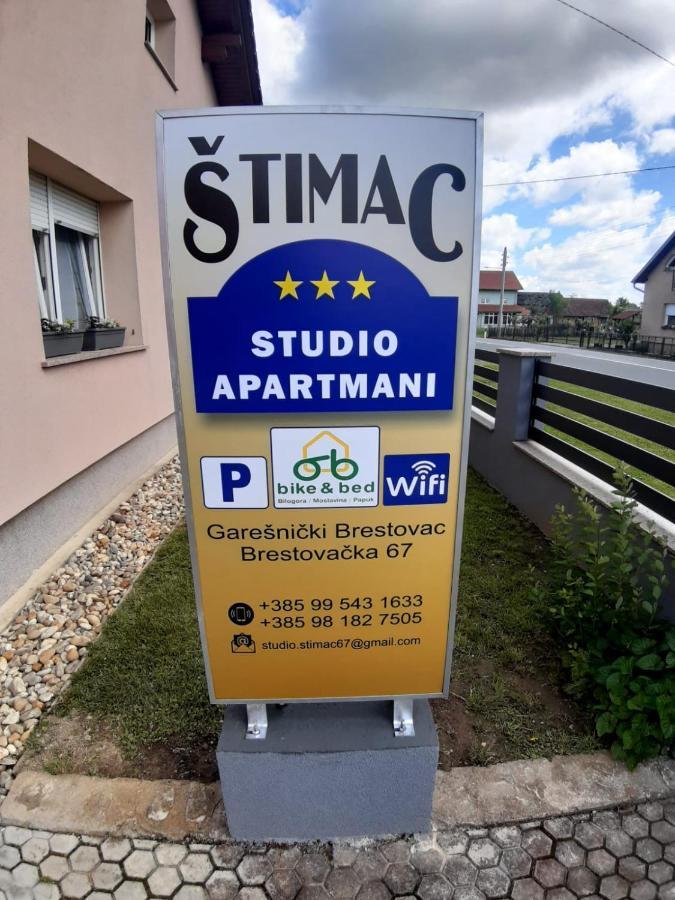 ŠTIMAC
STUDIO
APARTMANI
P
bike & bed
Bilogora / Moslavina / Papuk
Wifi
Garešnički Brestovac
Brestovačka 67
+385 99 543 1633
+385 98 182 7505
@ studio.stimac67@gmail.com